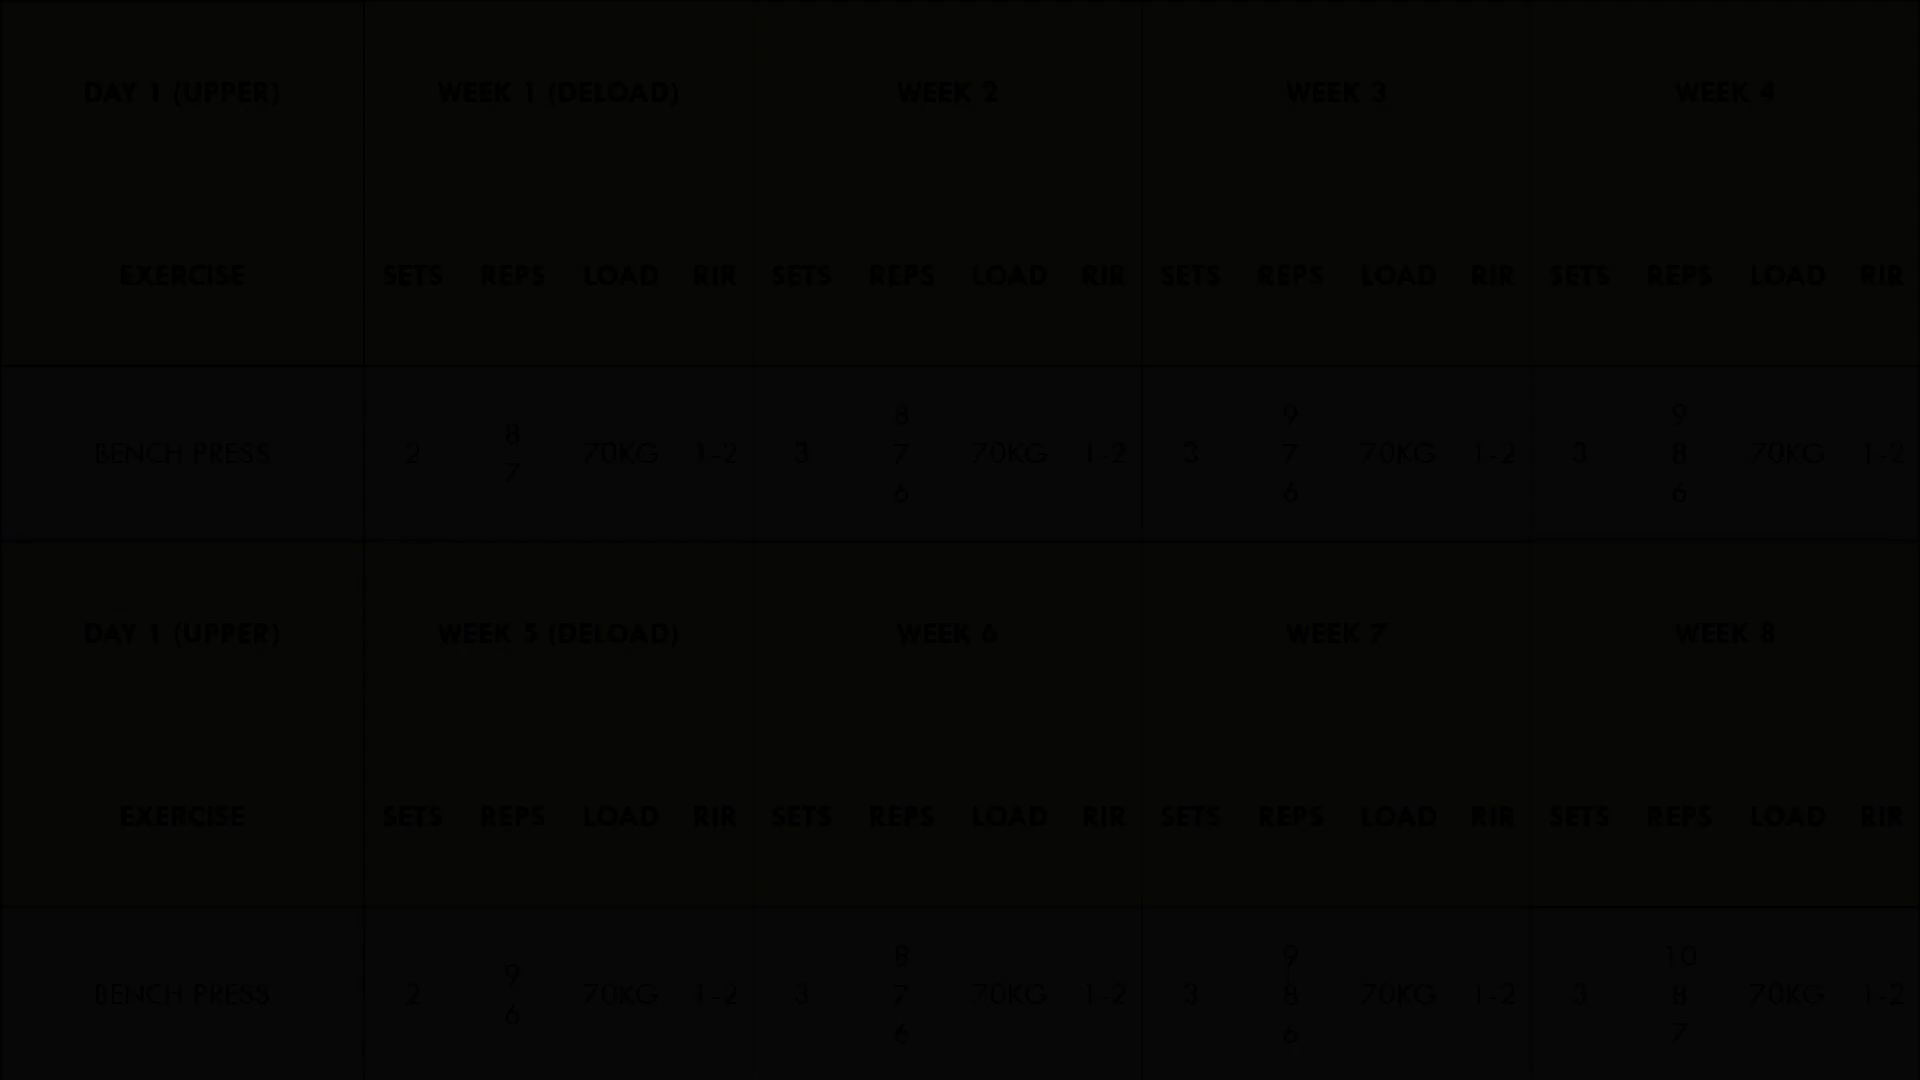 DAY 1 (UPPER) WEEK 1 (DELOAD) WEEK 2 WEEK 3 WEEK 4
EXERCISE SETS REPS LOAD RIR SETS REPS LOAD RIR SETS REPS LOAD RIR SETS REPS LOAD RIR
8 9 9
8
BENCH PRESS 2 70KG 1-2 3 7 70KG 1-2 3 7 70KG 1-2 3 8 70KG 1-2
7
6 6 6
DAY 1 (UPPER) WEEK 5 (DELOAD) WEEK 6 WEEK 7 WEEK 8
EXERCISE SETS REPS LOAD RIR SETS REPS LOAD RIR SETS REPS LOAD RIR SETS REPS LOAD RIR
8 9 10
9
BENCH PRESS 2 70KG 1-2 3 7 70KG 1-2 3 8 70KG 1-2 3 8 70KG 1-2
6
6 6 7